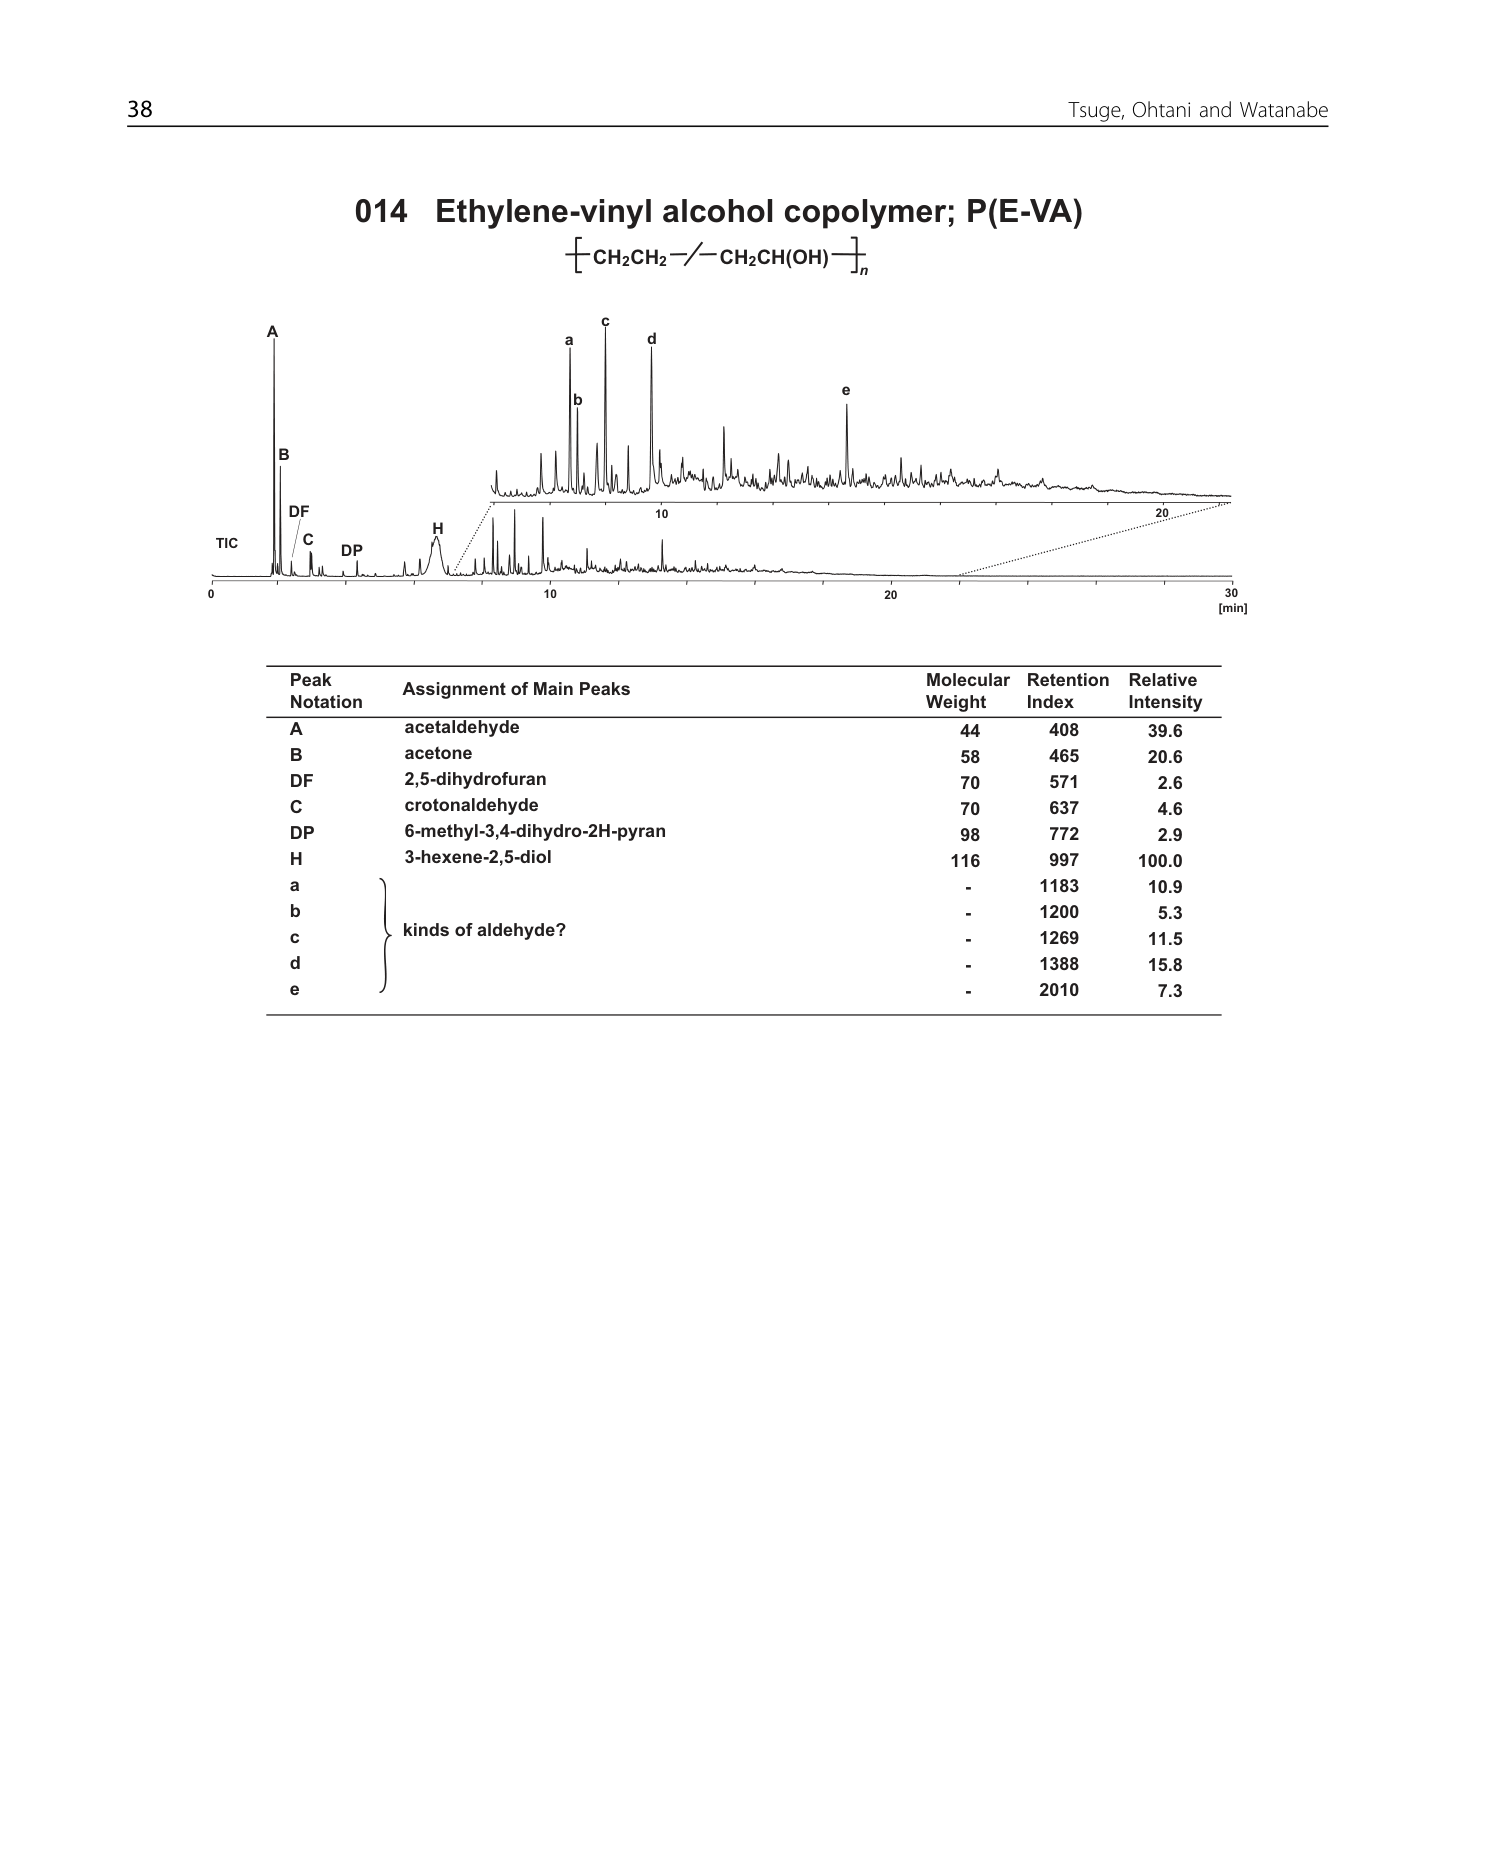 38 Tsuge, Ohtani and Watanabe
014 Ethylene-vinyl alcohol copolymer; P(E-VA)
[CH₂CH₂ / CH₂CH(OH)]n
A
B
DF
C
DP
H
TIC
a
b
c
d
e
10 20
0 10 20 30
[min]
Peak Notation Assignment of Main Peaks Molecular Weight Retention Index Relative Intensity
A acetaldehyde 44 408 39.6
B acetone 58 465 20.6
DF 2,5-dihydrofuran 70 571 2.6
C crotonaldehyde 70 637 4.6
DP 6-methyl-3,4-dihydro-2H-pyran 98 772 2.9
H 3-hexene-2,5-diol 116 997 100.0
a - 1183 10.9
b - 1200 5.3
kinds of aldehyde?
c - 1269 11.5
d - 1388 15.8
e - 2010 7.3